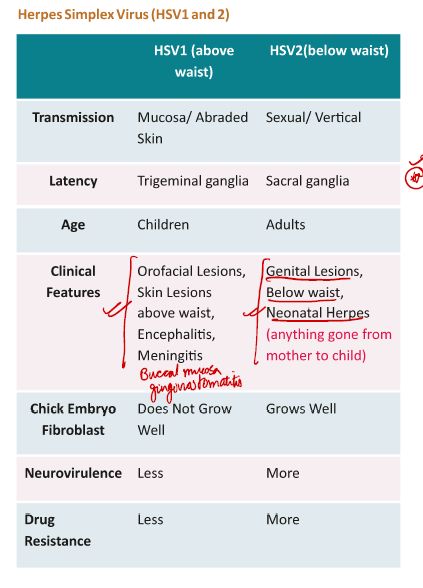 Herpes Simplex Virus (HSV1 and 2)
HSV1 (above waist) HSV2(below waist)
Transmission Mucosa/ Abraded Skin Sexual/ Vertical
Latency Trigeminal ganglia Sacral ganglia
Age Children Adults
Clinical Features
Orofacial Lesions,
Skin Lesions
above waist,
Encephalitis,
Meningitis
Buccal mucosa
gingivostomatitis
Genital Lesions,
Below waist,
Neonatal Herpes
(anything gone from
mother to child)
Chick Embryo Fibroblast Does Not Grow Well Grows Well
Neurovirulence Less More
Drug Resistance Less More